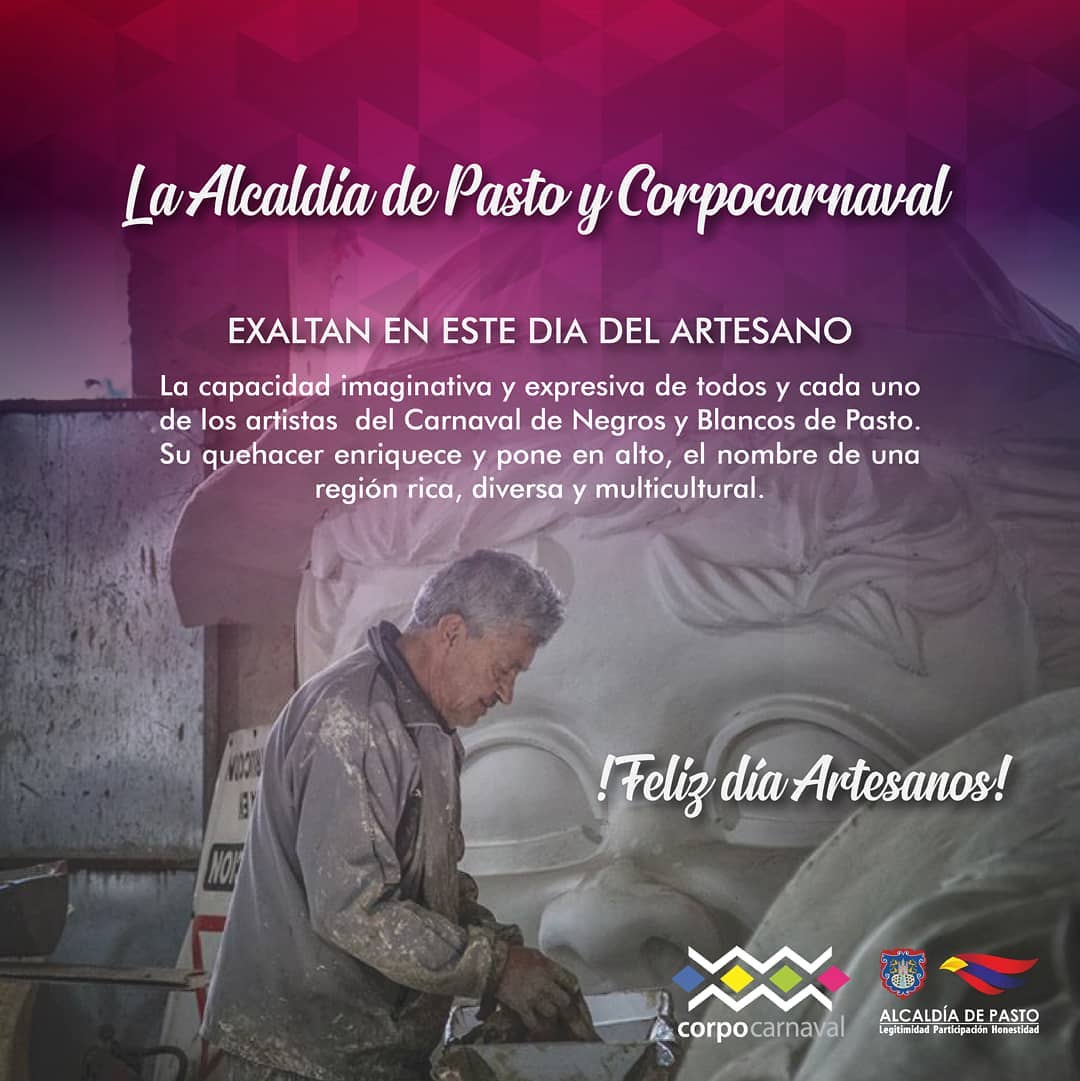 La Alcaldía de Pasto y Corpocarnaval
EXALTAN EN ESTE DIA DEL ARTESANO
La capacidad imaginativa y expresiva de todos y cada uno
de los artistas del Carnaval de Negros y Blancos de Pasto.
Su quehacer enriquece y pone en alto, el nombre de una
región rica, diversa y multicultural.
!Feliz día Artesanos!
corpocarnaval
ALCALDÍA DE PASTO
Legitimidad Participación Honestidad